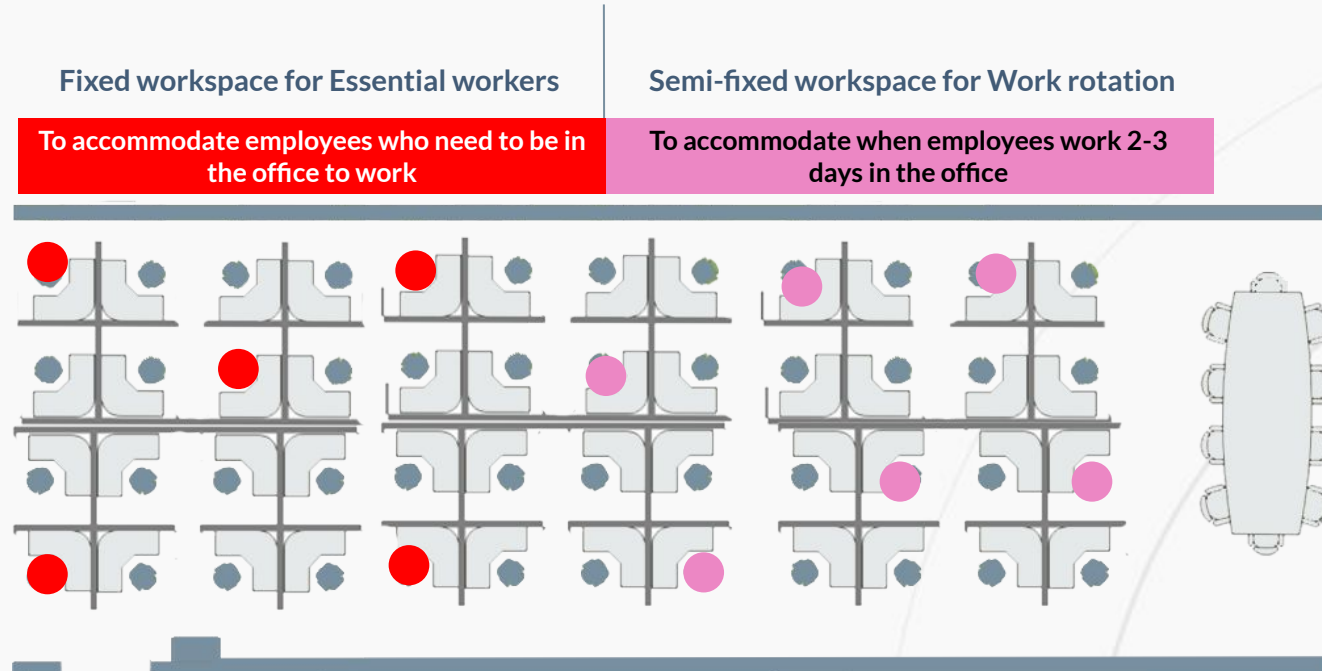 Fixed workspace for Essential workers
To accommodate employees who need to be in
the office to work
Semi-fixed workspace for Work rotation
To accommodate when employees work 2-3
days in the office